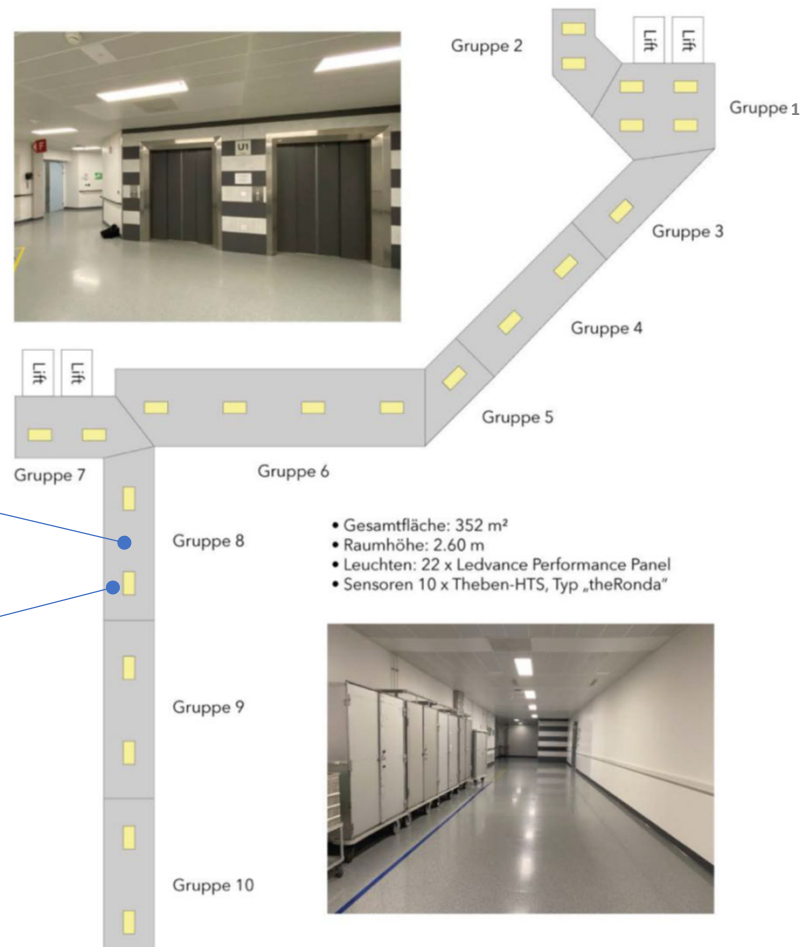 Gruppe 2
Lift
Lift
Gruppe 1
U1
F
Gruppe 3
Gruppe 4
Lift
Lift
Gruppe 5
Gruppe 7
Gruppe 6
Gruppe 8
• Gesamtfläche: 352 m²
• Raumhöhe: 2.60 m
• Leuchten: 22 x Ledvance Performance Panel
• Sensoren 10 x Theben-HTS, Typ „theRonda“
Gruppe 9
Gruppe 10